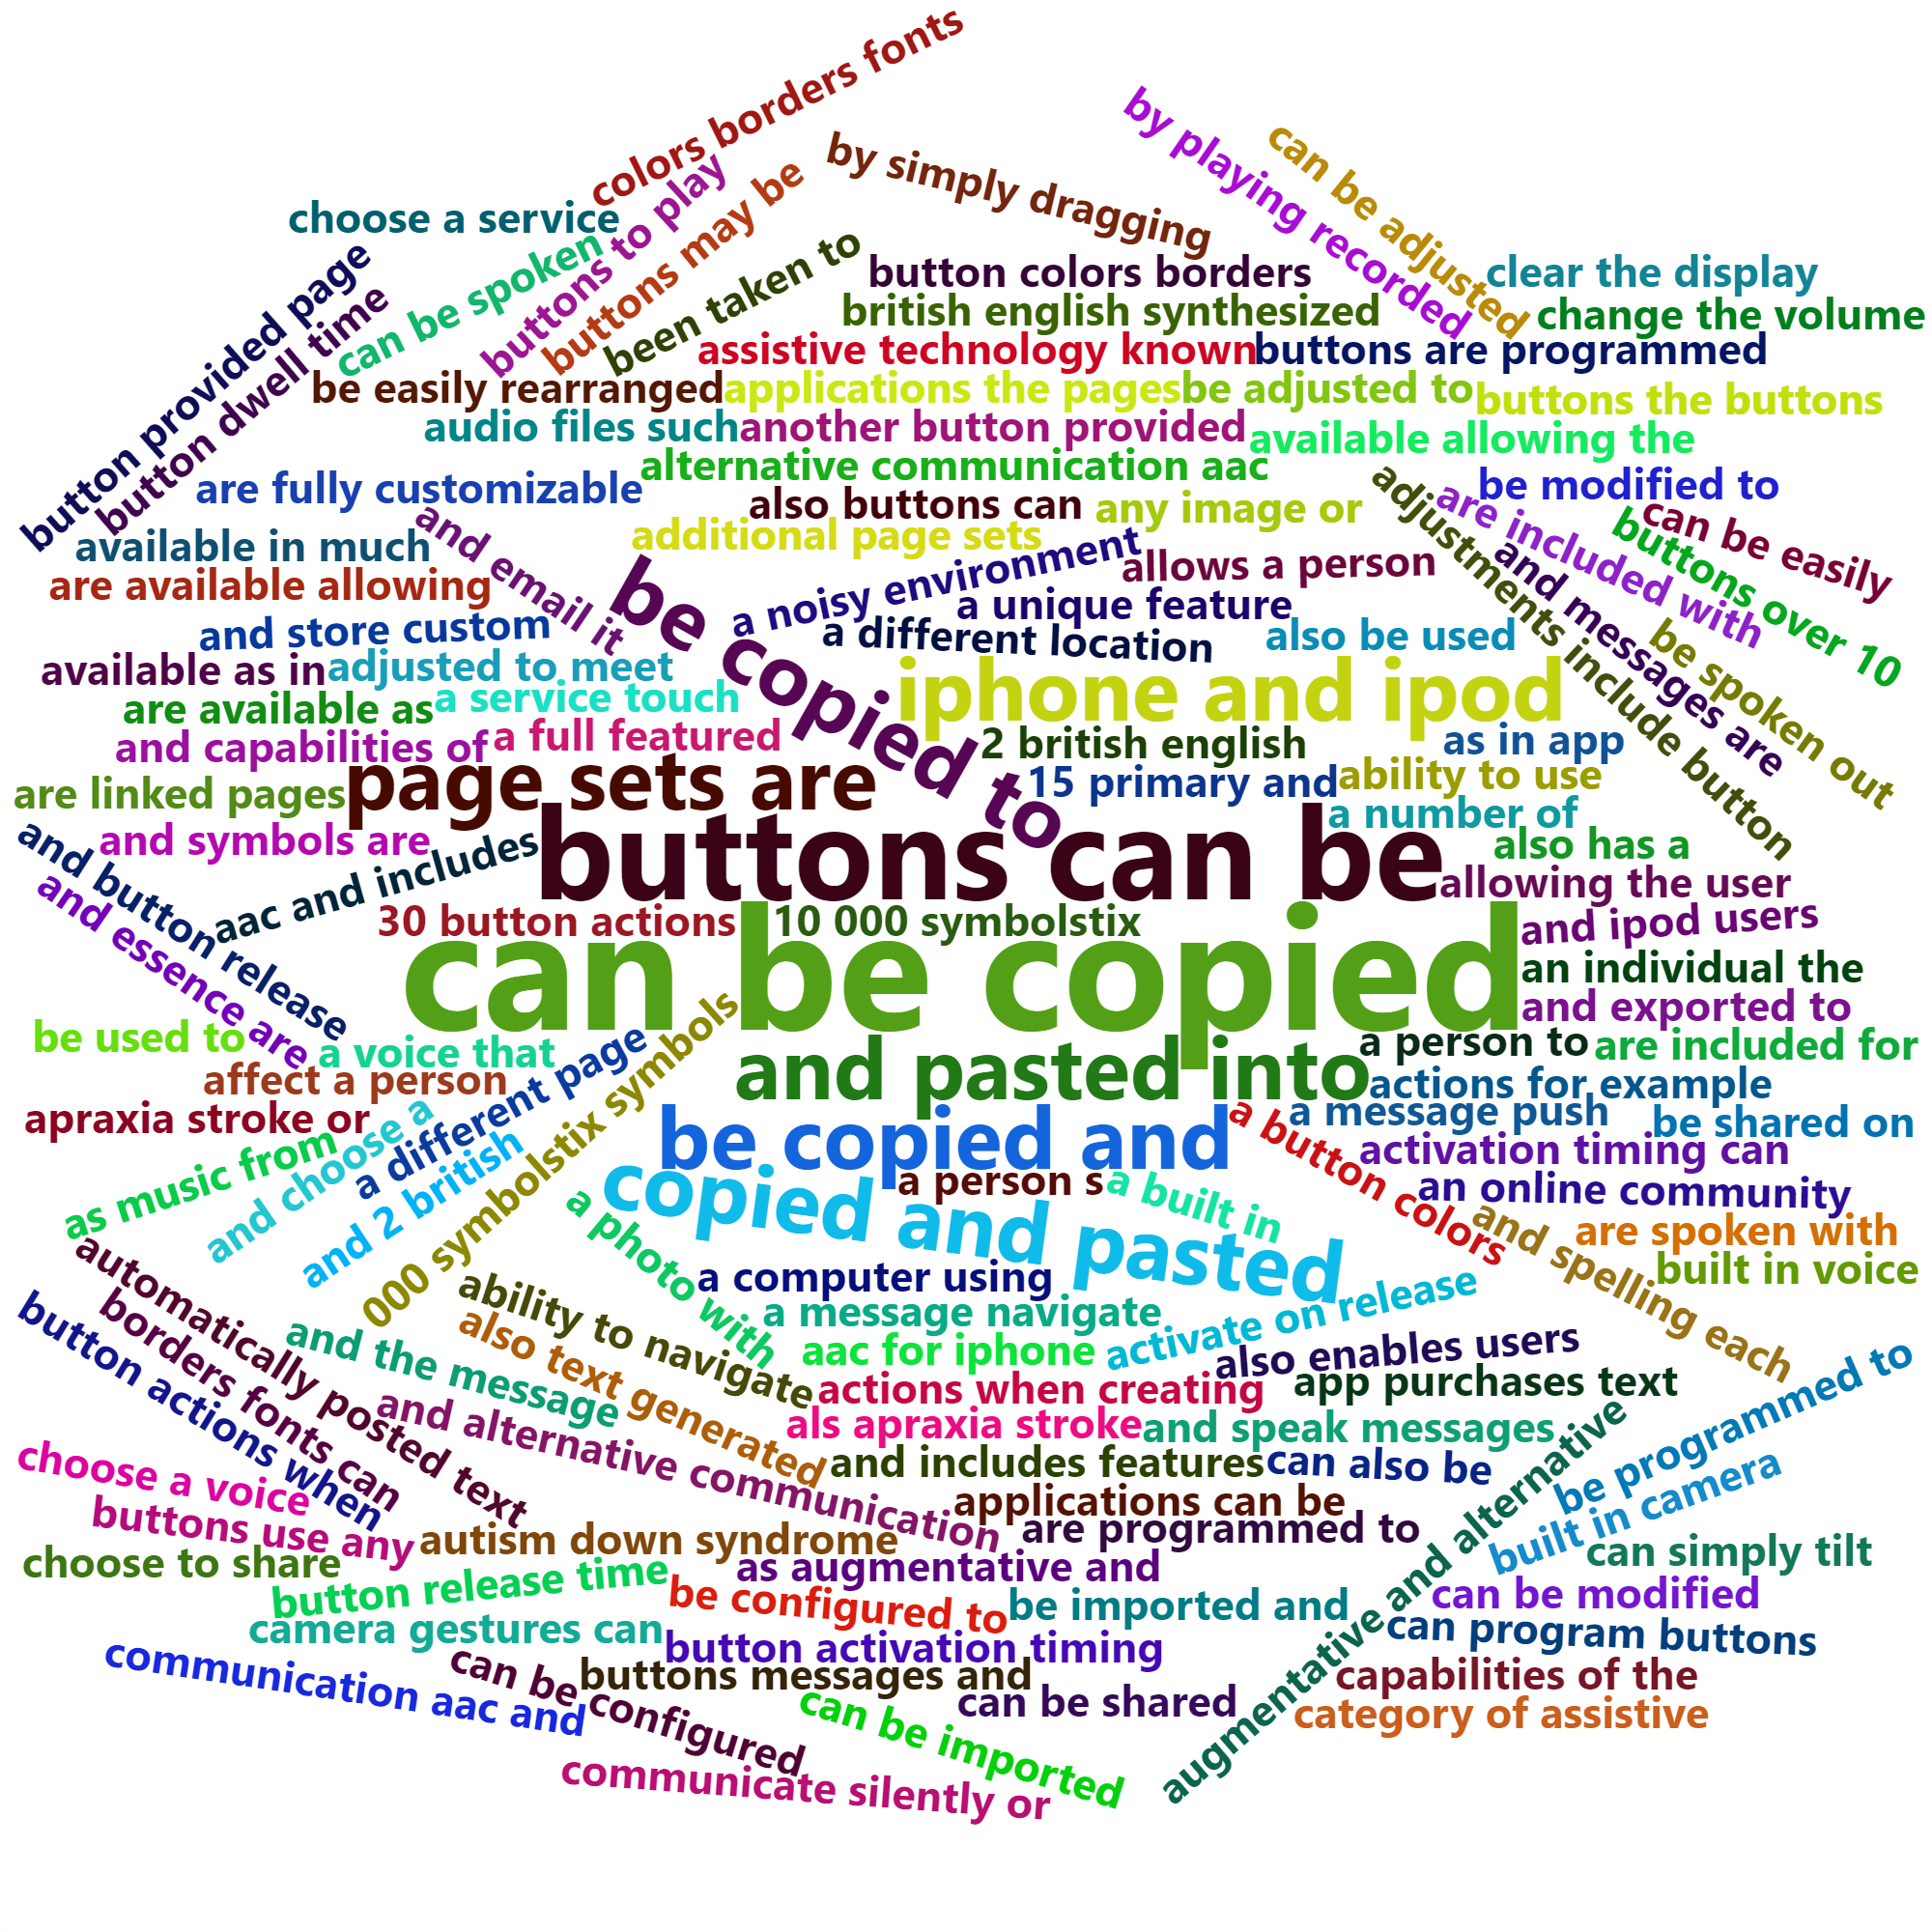 colors borders fonts
by playing recorded
can be adjusted
by simply dragging
buttons to play
buttons may be
choose a service
can be spoken
been taken to
button provided page
button dwell time
button colors borders
clear the display
british english synthesized
change the volume
assistive technology known
buttons are programmed
be easily rearranged
applications the pages
be adjusted to
buttons the buttons
audio files such
another button provided
available allowing the
alternative communication aac
are fully customizable
also buttons can
any image or
be modified to
adjustments include button
are included with
can be easily
buttons over 10
and email it
additional page sets
available in much
a noisy environment
allows a person
and messages are
are available allowing
be copied to
a unique feature
and store custom
a different location
also be used
be spoken out
available as in
adjusted to meet
iphone and ipod
are available as
a service touch
and capabilities of
a full featured
2 british english
as in app
are linked pages
page sets are
15 primary and
ability to use
a number of
and symbols are
and button release
aac and includes
buttons can be
also has a
allowing the user
and essence are
30 button actions
10 000 symbolstix
and ipod users
can be copied
an individual the
and exported to
be used to
a voice that
a different page
000 symbolstix symbols
a person to
are included for
affect a person
and pasted into
actions for example
apraxia stroke or
a message push
be shared on
as music from
and choose a
and 2 british
be copied and
a button colors
activation timing can
copied and pasted
a person s
a built in
an online community
and spelling each
are spoken with
a photo with
a computer using
built in voice
automatically posted text
borders fonts can
button actions when
ability to navigate
a message navigate
activate on release
and the message
also text generated
aac for iphone
also enables users
be programmed to
actions when creating
app purchases text
and alternative communication
als apraxia stroke
and speak messages
augmentative and alternative
choose a voice
and includes features
can also be
built in camera
buttons use any
applications can be
autism down syndrome
are programmed to
choose to share
as augmentative and
can simply tilt
button release time
be configured to
be imported and
can be modified
camera gestures can
button activation timing
can program buttons
communication aac and
can be configured
buttons messages and
capabilities of the
can be imported
can be shared
category of assistive
communicate silently or